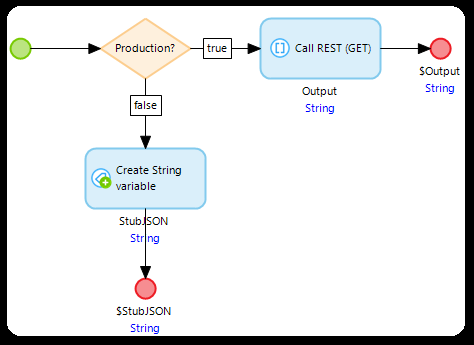 Production?
true
Call REST (GET)
Output
String
$Output
String
false
Create String
variable
StubJSON
String
$StubJSON
String